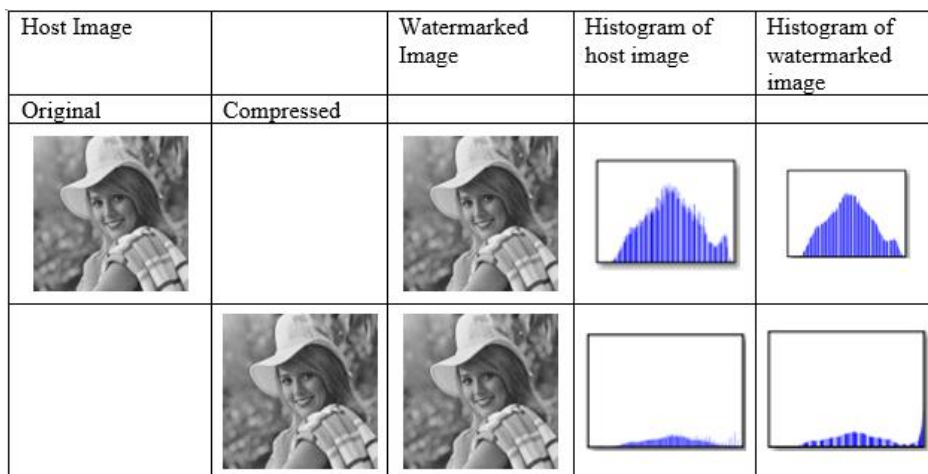 Host Image
Watermarked
Image
Histogram of
host image
Histogram of
watermarked
image
Original
Compressed